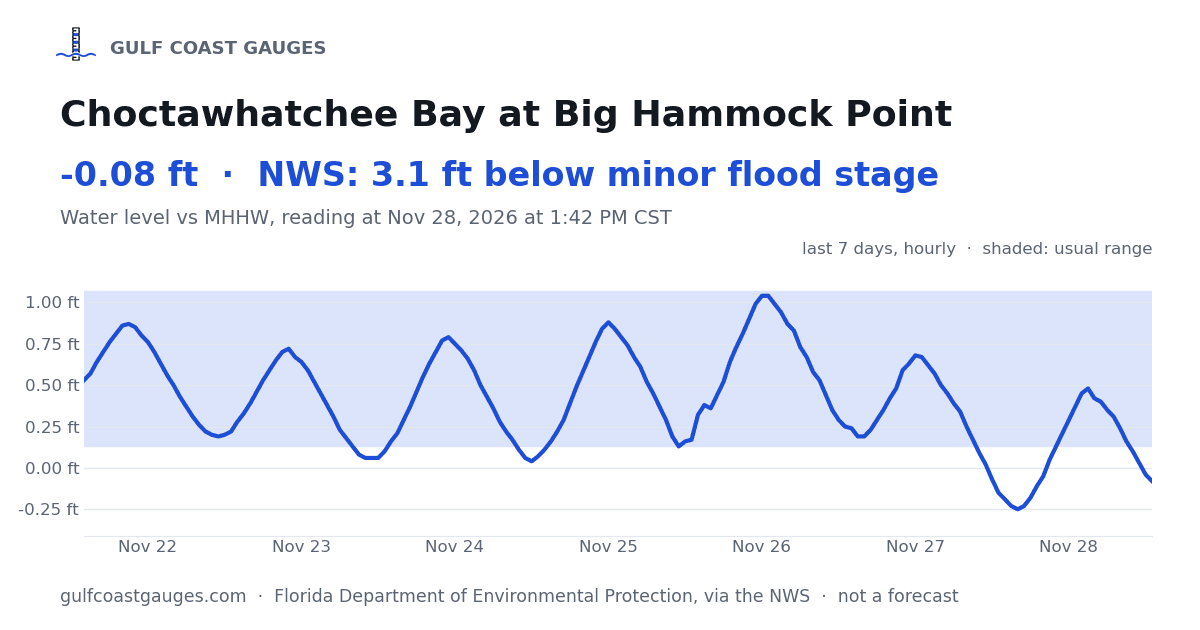 GULF COAST GAUGES
Choctawhatchee Bay at Big Hammock Point
-0.08 ft · NWS: 3.1 ft below minor flood stage
Water level vs MHHW, reading at Nov 28, 2026 at 1:42 PM CST
last 7 days, hourly · shaded: usual range
1.00 ft
0.75 ft
0.50 ft
0.25 ft
0.00 ft
-0.25 ft
Nov 22 Nov 23 Nov 24 Nov 25 Nov 26 Nov 27 Nov 28
gulfcoastgauges.com · Florida Department of Environmental Protection, via the NWS · not a forecast